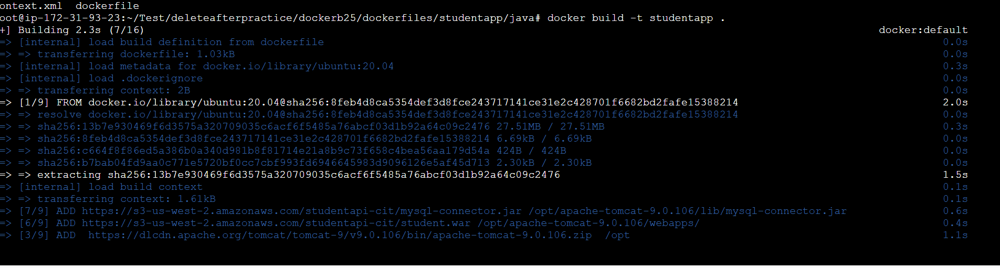 ontext.xml  dockerfile
oot@ip-172-31-93-23:~/Test/deleteafterpractice/dockerb25/dockerfiles/studentapp/java# docker build -t studentapp .
+] Building 2.3s (7/16) docker:default
=> [internal] load build definition from dockerfile 0.0s
=> => transferring dockerfile: 1.03kB 0.0s
=> [internal] load metadata for docker.io/library/ubuntu:20.04 0.3s
=> [internal] load .dockerignore 0.0s
=> => transferring context: 2B 0.0s
=> [1/9] FROM docker.io/library/ubuntu:20.04@sha256:8feb4d8ca5354def3d8fce243717141ce31e2c428701f6682bd2fafe15388214 2.0s
=> => resolve docker.io/library/ubuntu:20.04@sha256:8feb4d8ca5354def3d8fce243717141ce31e2c428701f6682bd2fafe15388214 0.0s
=> => sha256:13b7e930469f6d3575a320709035c6acf6f5485a76abcf03d1b92a64c09c2476 27.51MB / 27.51MB 0.3s
=> => sha256:8feb4d8ca5354def3d8fce243717141ce31e2c428701f6682bd2fafe15388214 6.69kB / 6.69kB 0.0s
=> => sha256:c664f8f86ed5a386b0a340d981b8f81714e21a8b9c73f658c4bea56aa179d54a 424B / 424B 0.0s
=> => sha256:b7bab04fd9aa0c771e5720bf0cc7cbf993fd6946645983d9096126e5af45d713 2.30kB / 2.30kB 0.0s
=> => extracting sha256:13b7e930469f6d3575a320709035c6acf6f5485a76abcf03d1b92a64c09c2476 1.5s
=> [internal] load build context 0.1s
=> => transferring context: 1.61kB 0.1s
=> [7/9] ADD https://s3-us-west-2.amazonaws.com/studentapi-cit/mysql-connector.jar /opt/apache-tomcat-9.0.106/lib/mysql-connector.jar 0.6s
=> [6/9] ADD https://s3-us-west-2.amazonaws.com/studentapi-cit/student.war /opt/apache-tomcat-9.0.106/webapps/ 0.4s
=> [3/9] ADD  https://dlcdn.apache.org/tomcat/tomcat-9/v9.0.106/bin/apache-tomcat-9.0.106.zip  /opt 1.1s